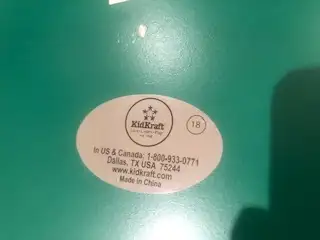 KidKraft
18
In US & Canada: 1-800-933-0771
Dallas, TX USA 75244
www.kidkraft.com
Made in China